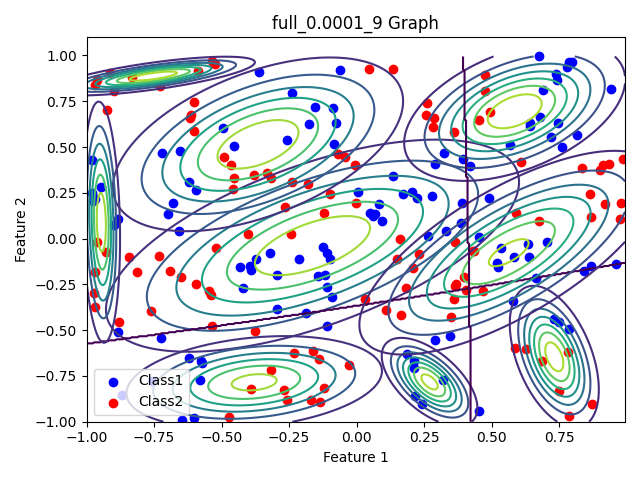 full_0.0001_9 Graph
1.00
0.75
0.50
0.25
0.00
−0.25
−0.50
−0.75
−1.00
Feature 2
Class1
Class2
−1.00 −0.75 −0.50 −0.25 0.00 0.25 0.50 0.75
Feature 1